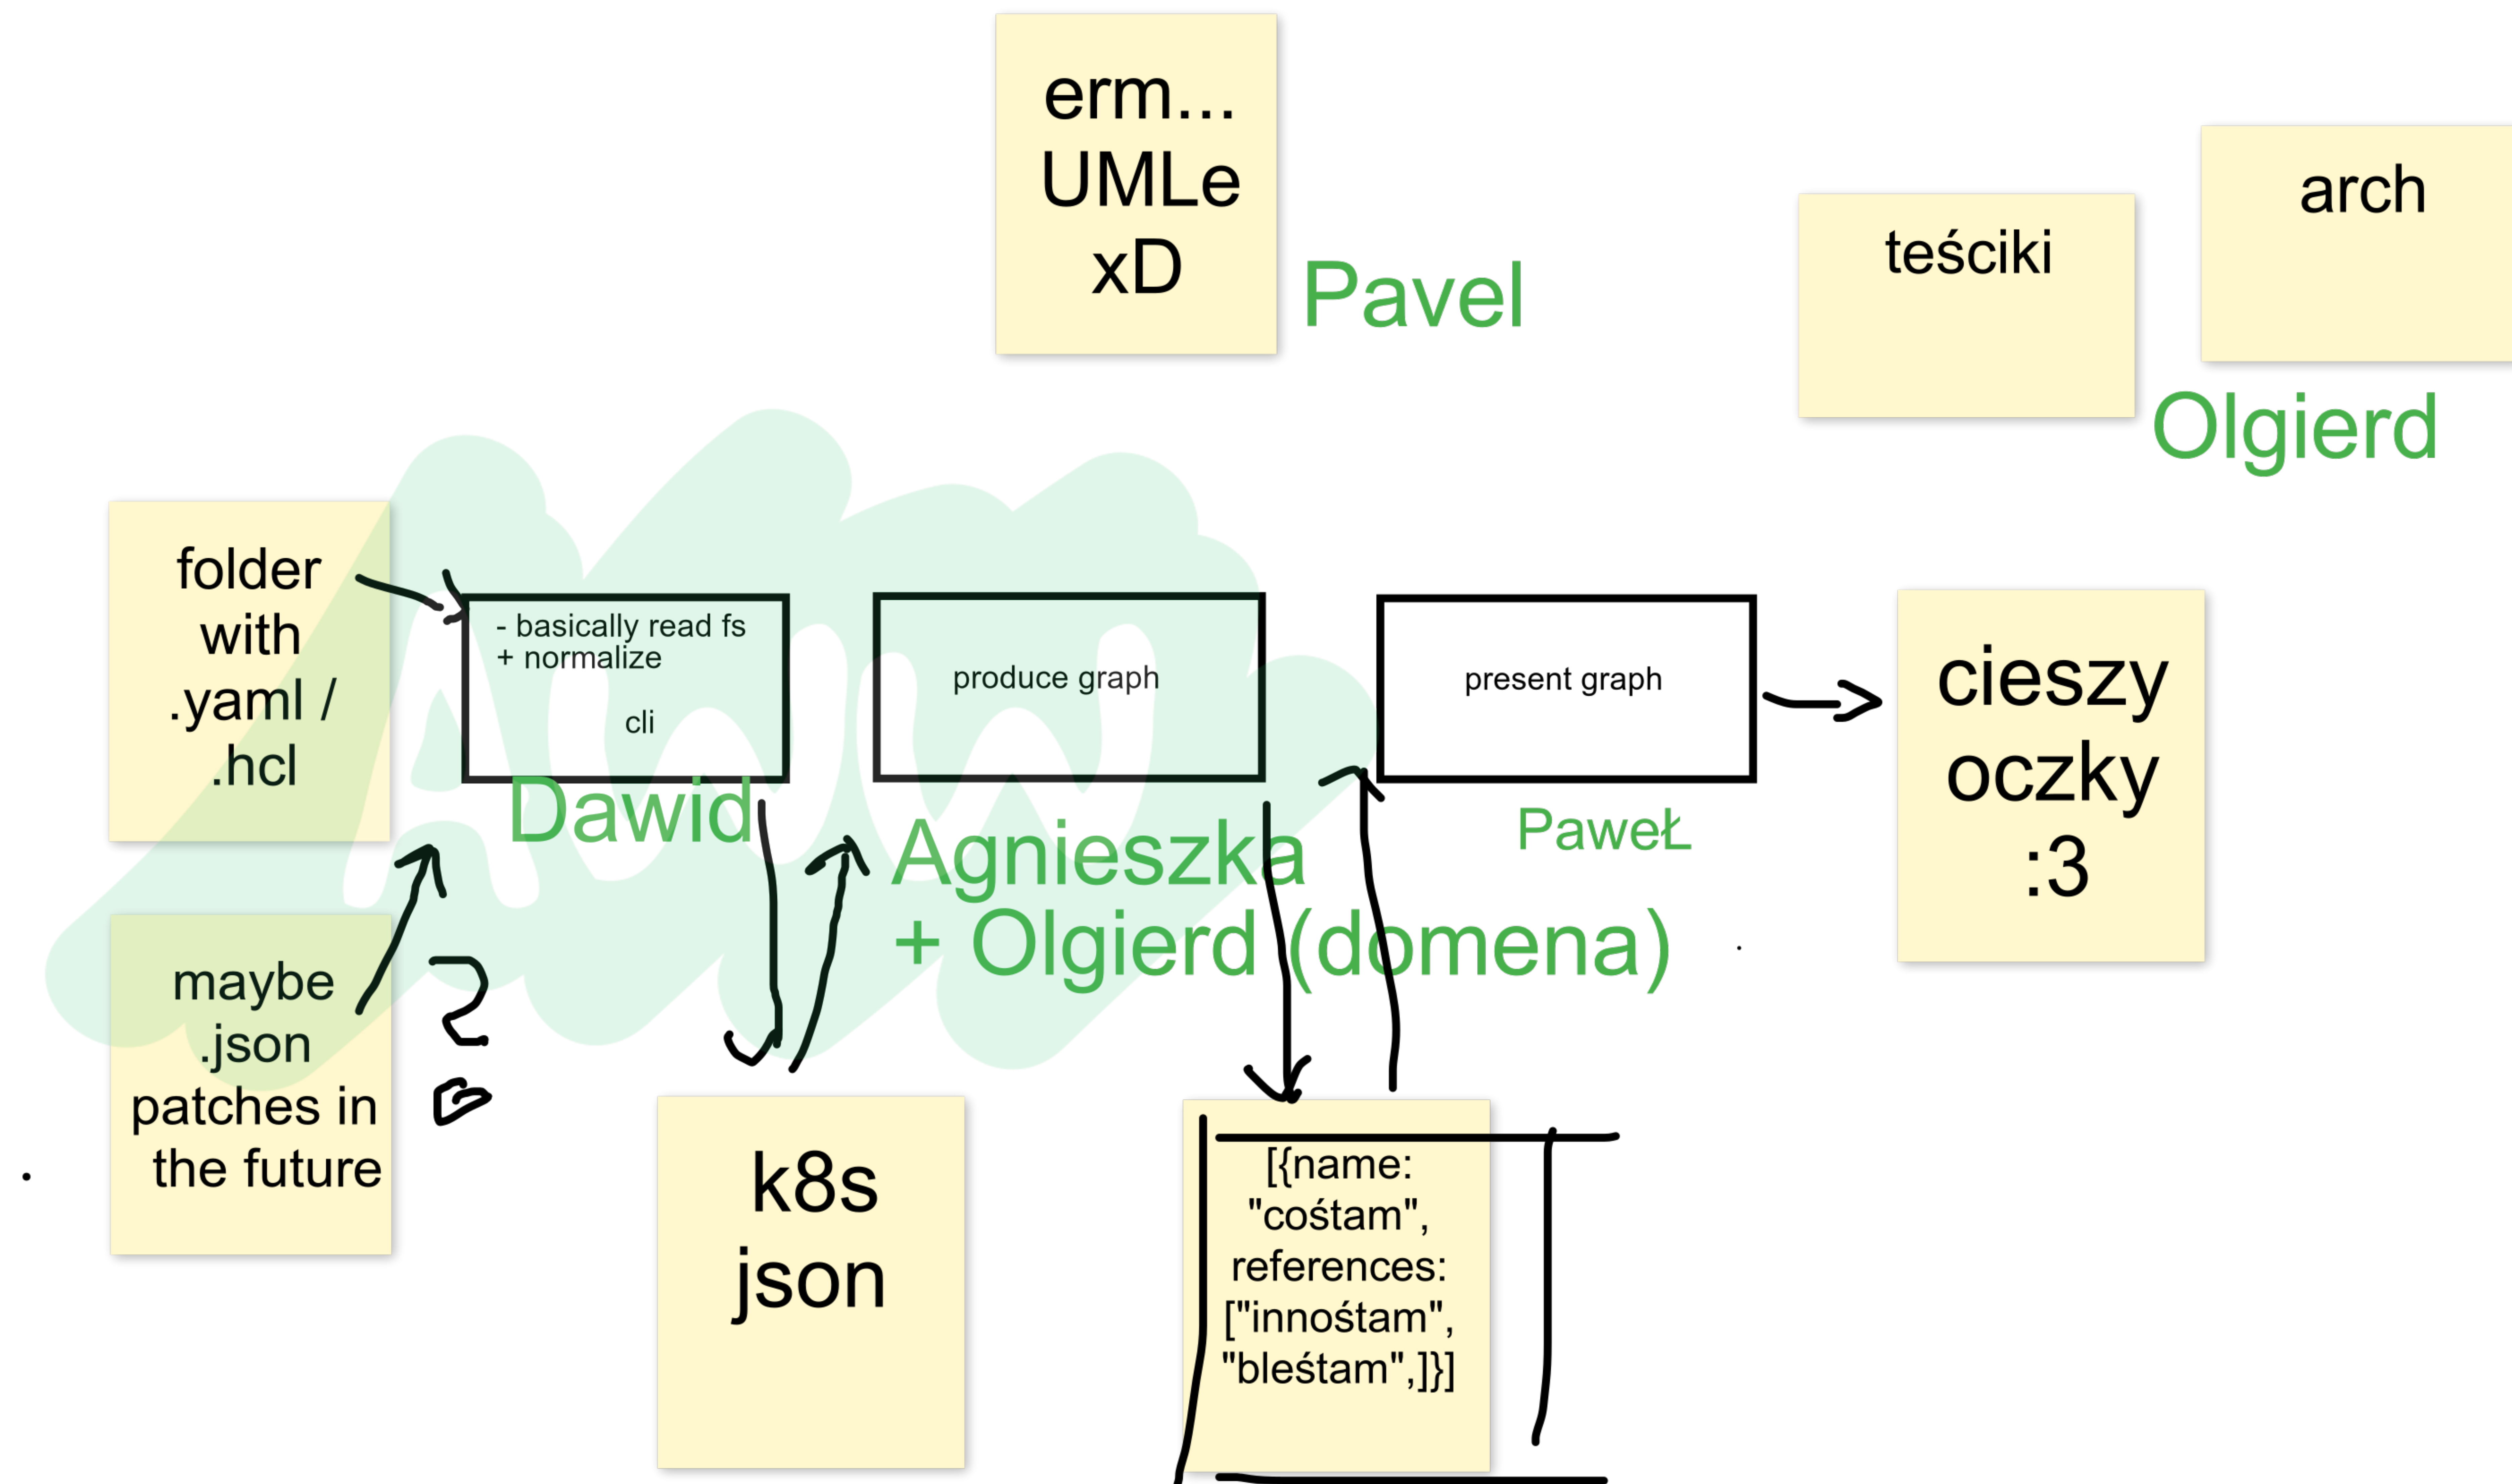 erm...
UMLe
xD
Pavel
teściki
arch
Olgierd
folder
with
.yaml /
.hcl
- basically read fs
+ normalize
cli
Dawid
produce graph
Agnieszka
+ Olgierd (domena)
present graph
PaweŁ
cieszy
oczky
:3
maybe
.json
patches in
the future
?
k8s
json
[{name:
"cośtam",
references:
["innośtam",
"bleśtam",]}]